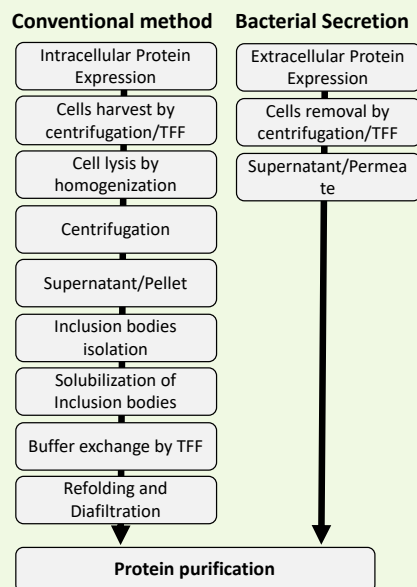 Conventional method
Intracellular Protein
Expression
Cells harvest by
centrifugation/TFF
Cell lysis by
homogenization
Centrifugation
Supernatant/Pellet
Inclusion bodies
isolation
Solubilization of
Inclusion bodies
Buffer exchange by TFF
Refolding and
Diafiltration
Bacterial Secretion
Extracellular Protein
Expression
Cells removal by
centrifugation/TFF
Supernatant/Permea
te
Protein purification